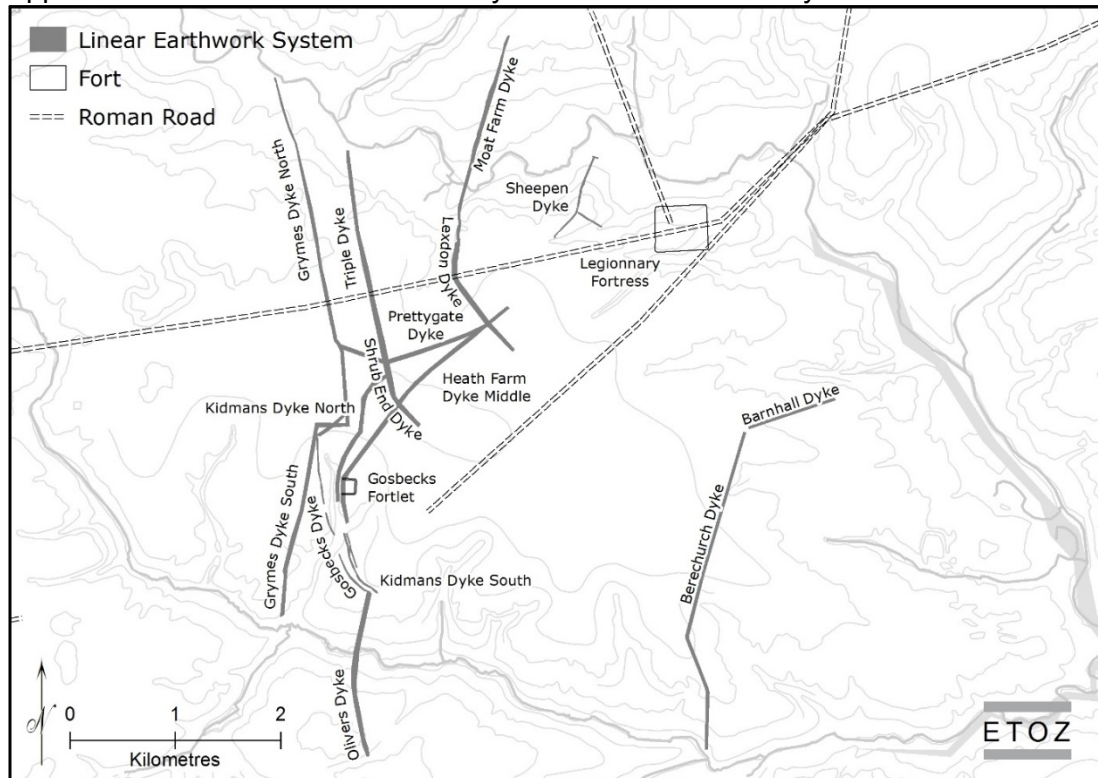 Linear Earthwork System
Fort
Roman Road
Grymes Dyke North
Triple Dyke
Moat Farm Dyke
Lexdon Dyke
Sheepen
Dyke
Legionnary
Fortress
Prettygate
Dyke
Shrub End Dyke
Heath Farm
Dyke Middle
Kidmans Dyke North
Barnhall Dyke
Grymes Dyke South
Gosbecks Dyke
Gosbecks
Fortlet
Berechurch Dyke
Kidmans Dyke South
Olivers Dyke
N
0 1 2
Kilometres
ETOZ